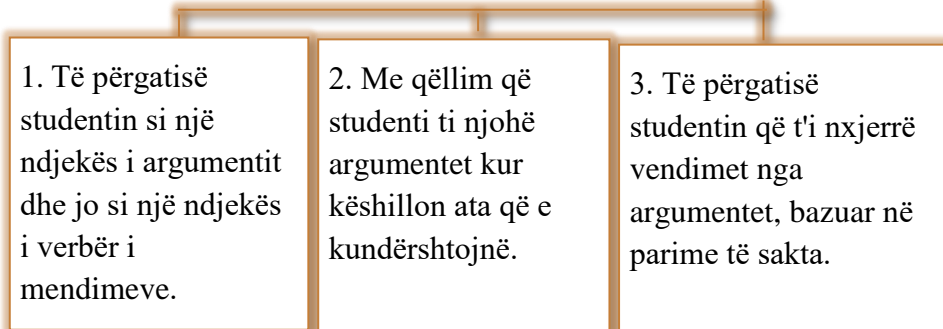 1. Të përgatisë
studentin si një
ndjekës i argumentit
dhe jo si një ndjekës
i verbër i
mendimeve.
2. Me qëllim që
studenti ti njohë
argumentet kur
këshillon ata që e
kundërshtojnë.
3. Të përgatisë
studentin që t'i nxjerrë
vendimet nga
argumentet, bazuar në
parime të sakta.